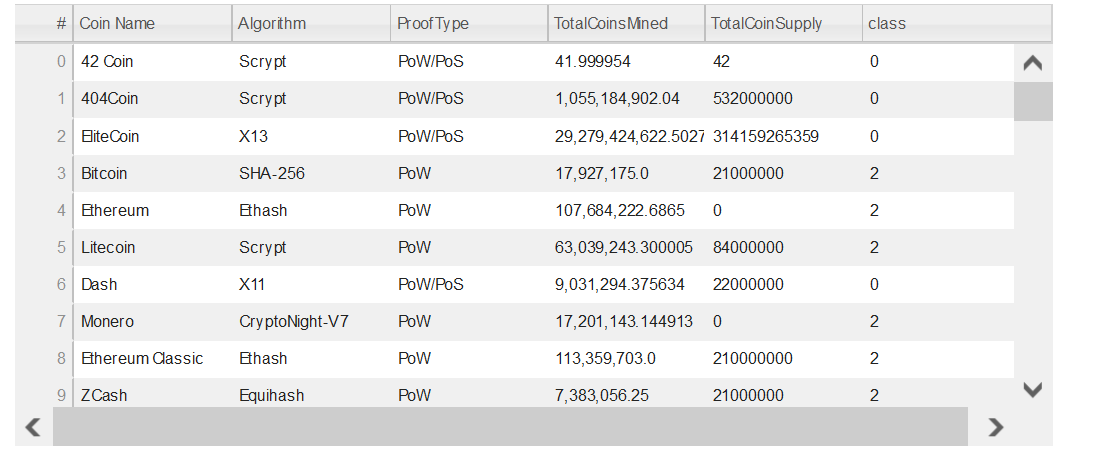 # Coin Name Algorithm ProofType TotalCoinsMined TotalCoinSupply class
0 42 Coin Scrypt PoW/PoS 41.999954 42 0
1 404Coin Scrypt PoW/PoS 1,055,184,902.04 532000000 0
2 EliteCoin X13 PoW/PoS 29,279,424,622.5027 314159265359 0
3 Bitcoin SHA-256 PoW 17,927,175.0 21000000 2
4 Ethereum Ethash PoW 107,684,222.6865 0 2
5 Litecoin Scrypt PoW 63,039,243.300005 84000000 2
6 Dash X11 PoW/PoS 9,031,294.375634 22000000 0
7 Monero CryptoNight-V7 PoW 17,201,143.144913 0 2
8 Ethereum Classic Ethash PoW 113,359,703.0 210000000 2
9 ZCash Equihash PoW 7,383,056.25 21000000 2